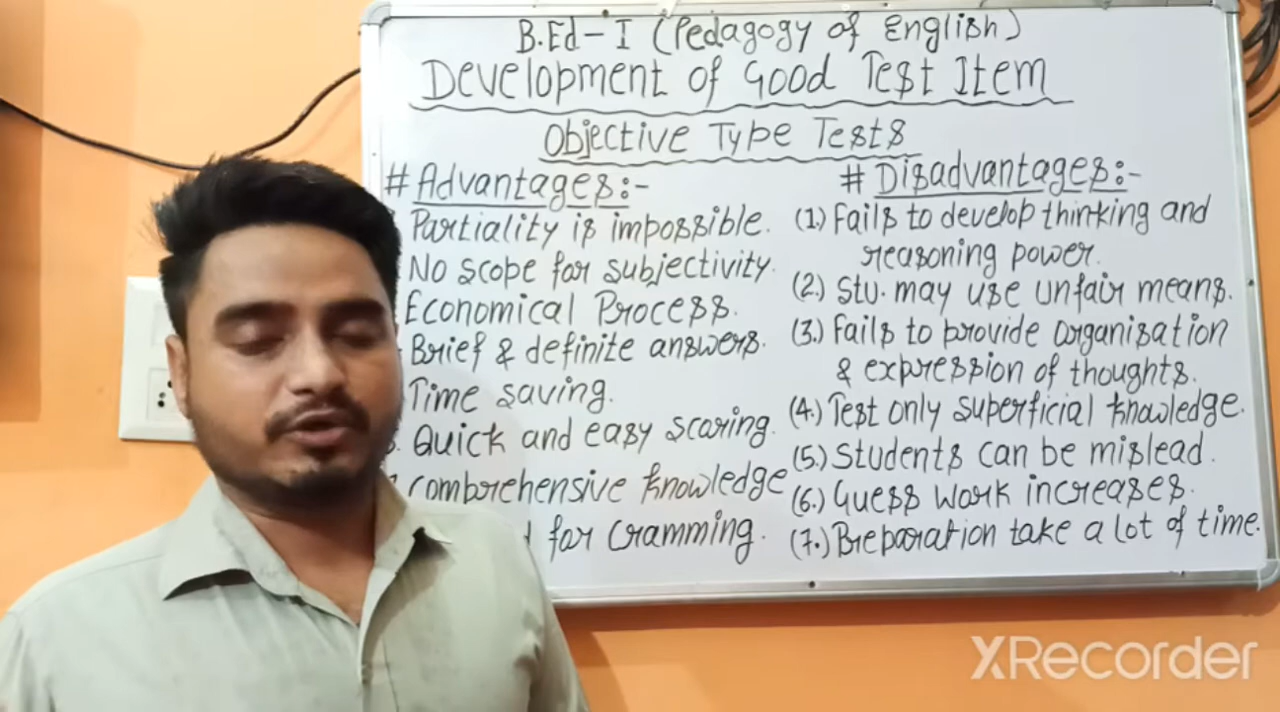 B.Ed-I (Pedagogy of English)
Development of Good Test Item
Objective Type Tests
# Advantages:-
Partiality is impossible.
No scope for subjectivity.
Economical Process.
Brief & definite answers.
Time saving.
Quick and easy scoring.
Comprehensive knowledge
for Cramming.
# Disadvantages:-
(1) Fails to develop thinking and
reasoning power.
(2.) Stu. may use unfair means.
(3.) Fails to provide organisation
& expression of thoughts.
(4.) Test only superficial knowledge.
(5.) Students can be mislead.
(6.) Guess work increases.
(7.) Preparation take a lot of time.
XRecorder